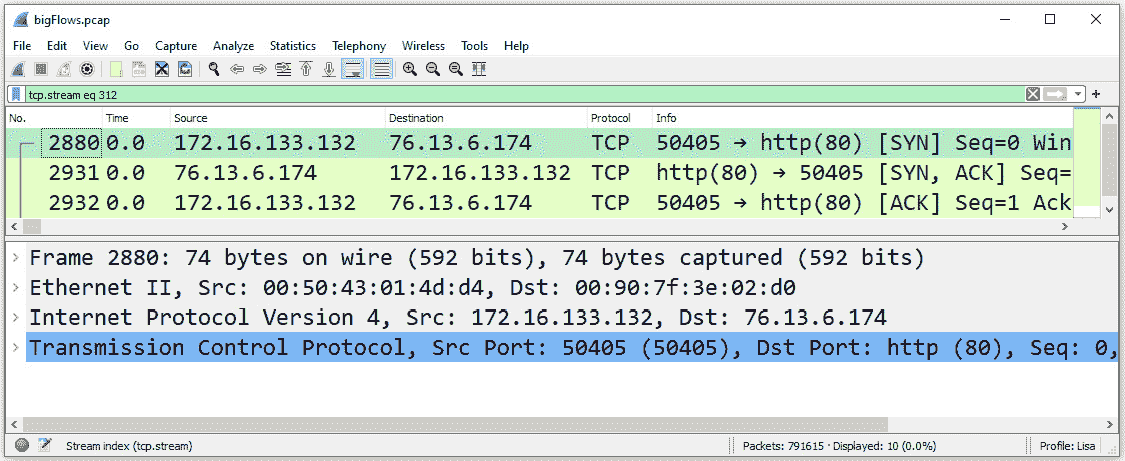 bigFlows.pcap
File Edit View Go Capture Analyze Statistics Telephony Wireless Tools Help
tcp.stream eq 312
No. Time Source Destination Protocol Info
2880 0.0 172.16.133.132 76.13.6.174 TCP 50405 → http(80) [SYN] Seq=0 Win
2931 0.0 76.13.6.174 172.16.133.132 TCP http(80) → 50405 [SYN, ACK] Seq=
2932 0.0 172.16.133.132 76.13.6.174 TCP 50405 → http(80) [ACK] Seq=1 Ack
Frame 2880: 74 bytes on wire (592 bits), 74 bytes captured (592 bits)
Ethernet II, Src: 00:50:43:01:4d:d4, Dst: 00:90:7f:3e:02:d0
Internet Protocol Version 4, Src: 172.16.133.132, Dst: 76.13.6.174
Transmission Control Protocol, Src Port: 50405 (50405), Dst Port: http (80), Seq: 0,
Stream index (tcp.stream) Packets: 791615 · Displayed: 10 (0.0%) Profile: Lisa